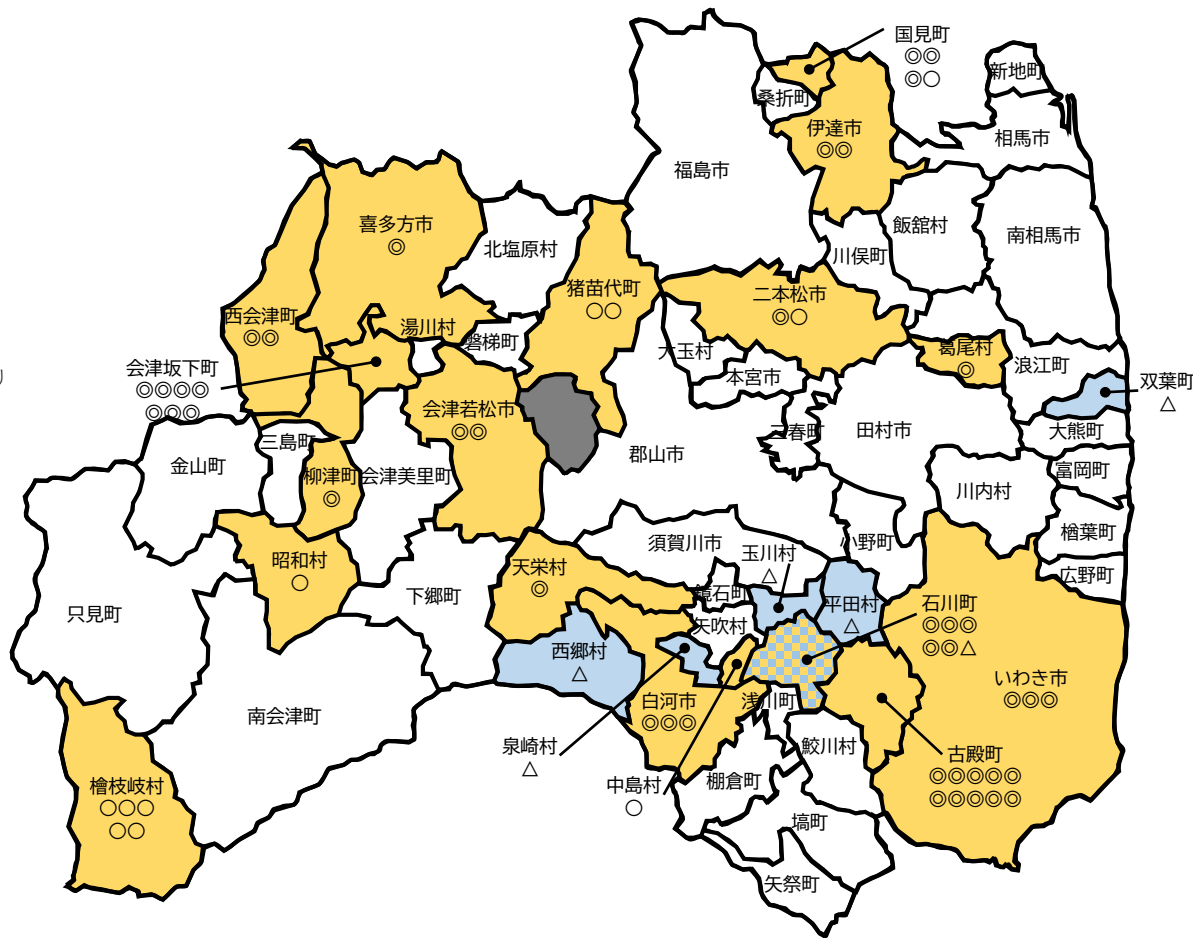 国見町
◎◎
◎○
新地町
桑折町
伊達市
◎◎
相馬市
福島市
喜多方市
◎
北塩原村
飯舘村
南相馬市
川俣町
猪苗代町
○○
二本松市
◎○
西会津町
◎◎
湯川村
磐梯町
大玉村
葛尾村
◎
浪江町
会津坂下町
◎◎◎◎
◎◎◎
本宮市
双葉町
△
会津若松市
◎◎
三春町
田村市
大熊町
三島町
郡山市
金山町
柳津町
◎
会津美里町
富岡町
川内村
楢葉町
須賀川市
小野町
玉川村
△
昭和村
○
天栄村
◎
広野町
下郷町
鏡石町
平田村
△
石川町
◎◎◎
◎◎△
只見町
矢吹村
西郷村
△
いわき市
◎◎◎
白河市
◎◎◎
浅川町
南会津町
泉崎村
△
鮫川村
古殿町
◎◎◎◎◎
◎◎◎◎◎
中島村
○
棚倉町
檜枝岐村
○○○
○○
塙町
矢祭町